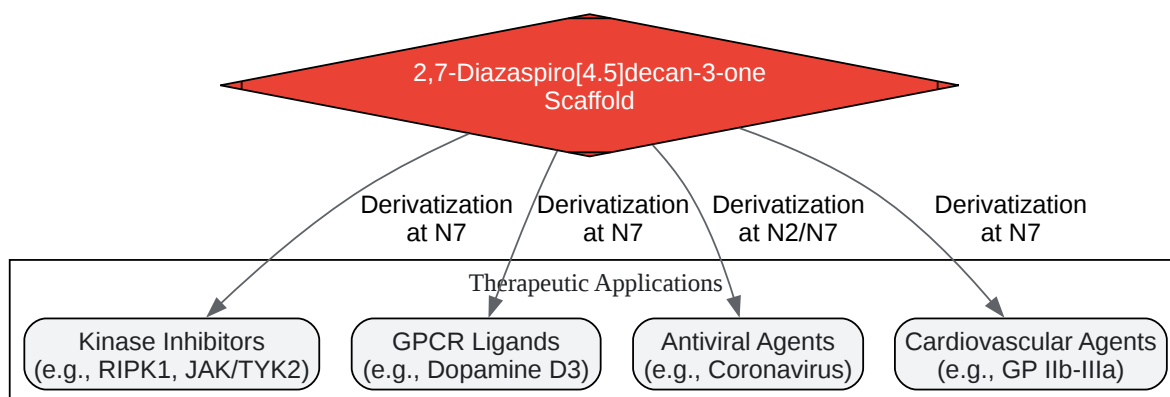 2,7-Diazaspiro[4.5]decan-3-one
Scaffold
Derivatization
at N7
Derivatization
at N7
Derivatization
at N2/N7
Derivatization
at N7
Therapeutic Applications
Kinase Inhibitors
(e.g., RIPK1, JAK/TYK2)
GPCR Ligands
(e.g., Dopamine D3)
Antiviral Agents
(e.g., Coronavirus)
Cardiovascular Agents
(e.g., GP IIb-IIIa)